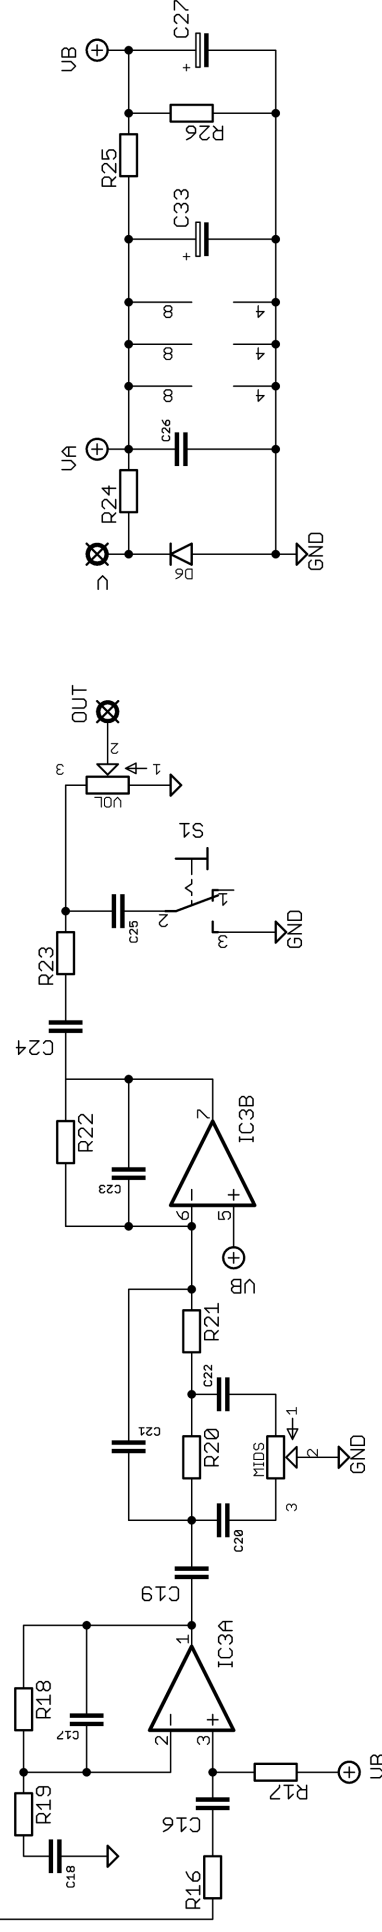 VB
+
C27
+
R26
R25
C33
+
8
4
8
4
8
4
C26
VA
+
R24
V
D6
GND
OUT
2
3
1
VOL
S1
C25
2
1
3
GND
R23
C24
R22
C23
7
IC3B
6
5
−
+
VB
+
R21
C22
C21
R20
MIDS
1
2
3
GND
C20
C19
1
IC3A
2
3
−
+
R18
C17
R19
C18
C16
R17
VB
+
R16